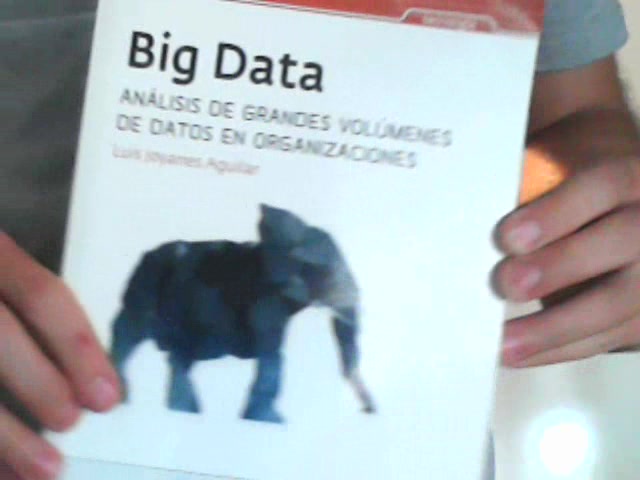 Big Data
ANÁLISIS DE GRANDES VOLÚMENES
DE DATOS EN ORGANIZACIONES
Luis Joyanes Aguilar